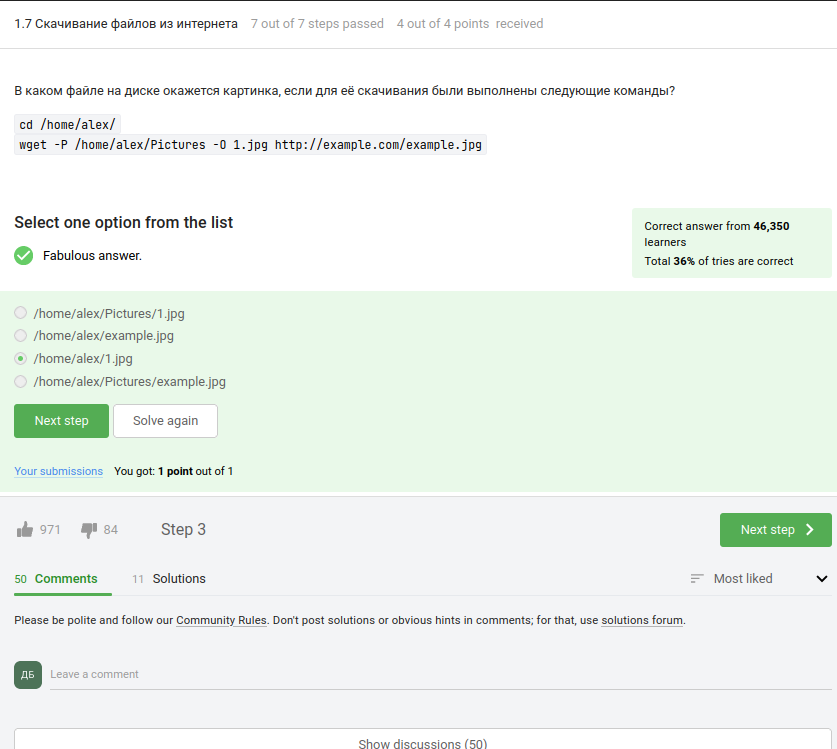 1.7 Скачивание файлов из интернета 7 out of 7 steps passed 4 out of 4 points received
В каком файле на диске окажется картинка, если для её скачивания были выполнены следующие команды?
cd /home/alex/
wget -P /home/alex/Pictures -O 1.jpg http://example.com/example.jpg
Select one option from the list
Fabulous answer.
Correct answer from 46,350
learners
Total 36% of tries are correct
/home/alex/Pictures/1.jpg
/home/alex/example.jpg
/home/alex/1.jpg
/home/alex/Pictures/example.jpg
Next step Solve again
Your submissions You got: 1 point out of 1
971 84 Step 3 Next step
50 Comments 11 Solutions Most liked
Please be polite and follow our Community Rules. Don't post solutions or obvious hints in comments; for that, use solutions forum.
ДБ Leave a comment
Show discussions (50)